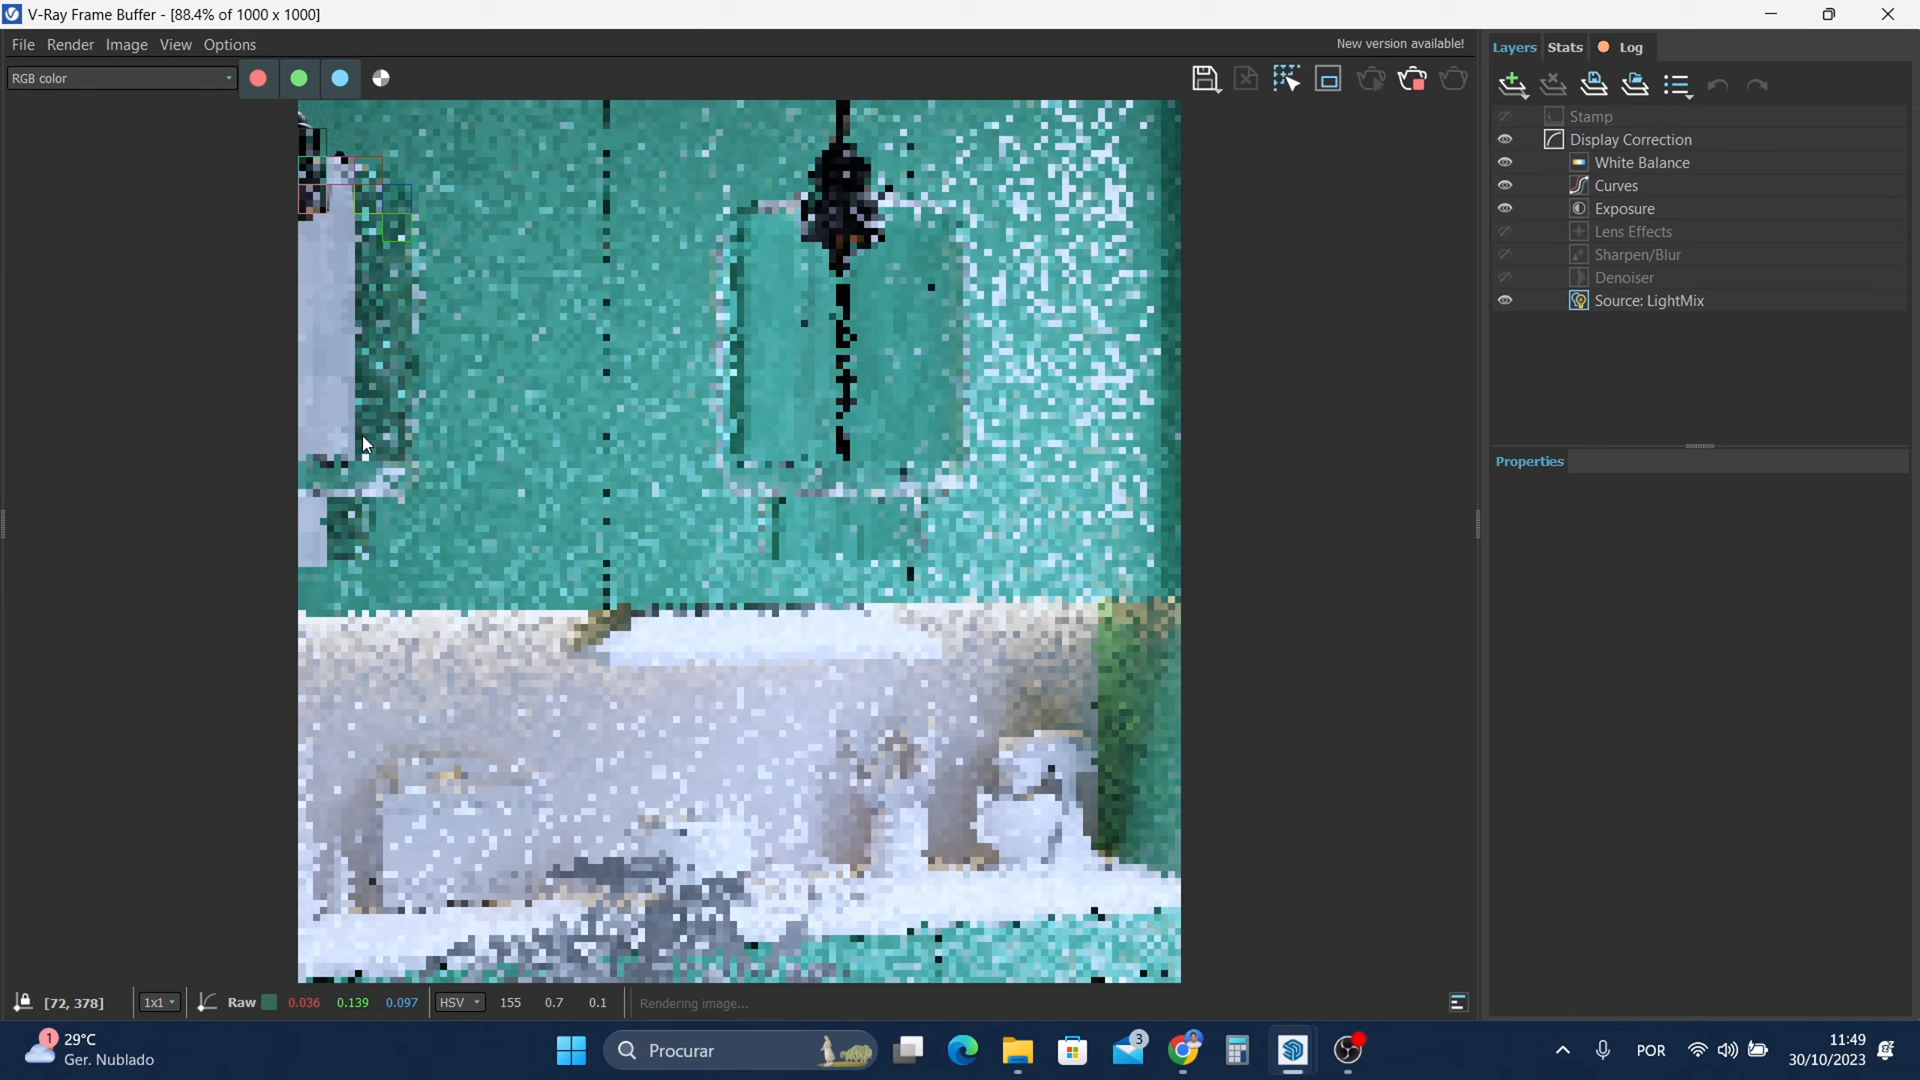 V-Ray Frame Buffer - [88.4% of 1000 x 1000]
File Render Image View Options
New version available!
RGB color
Layers Stats Log
Stamp
Display Correction
White Balance
Curves
Exposure
Lens Effects
Sharpen/Blur
Denoiser
Source: LightMix
Properties
[72, 378] 1x1 Raw 0.036 0.139 0.097 HSV 155 0.7 0.1 Rendering image...
1
29°C
Ger. Nublado
Procurar
3
POR
11:49
30/10/2023